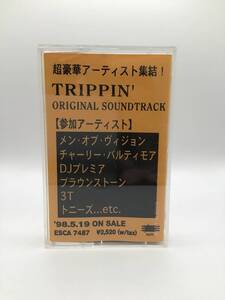 超豪華アーティスト集結！
TRIPPIN'
ORIGINAL SOUNDTRACK
【参加アーティスト】
メン・オブ・ヴィジョン
チャーリー・バルティモア
DJプレミア
ブラウンストーン
3T
トニーズ...etc.
'98.5.19 ON SALE
ESCA 7487 ¥2,520 (w/tax)